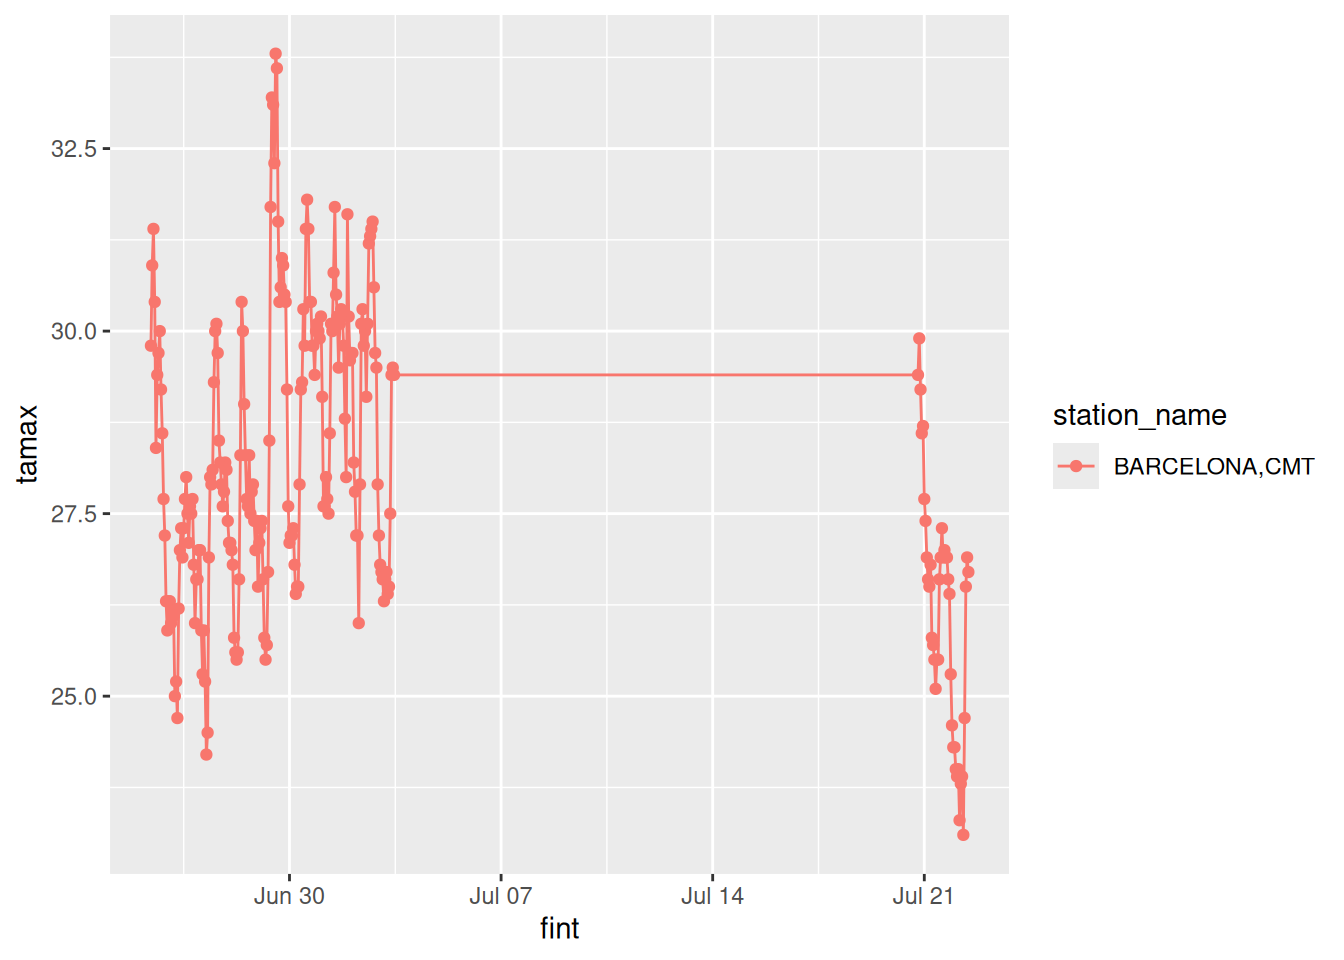 tamax
32.5
30.0
27.5
25.0
Jun 30
Jul 07
Jul 14
Jul 21
fint
station_name
BARCELONA,CMT